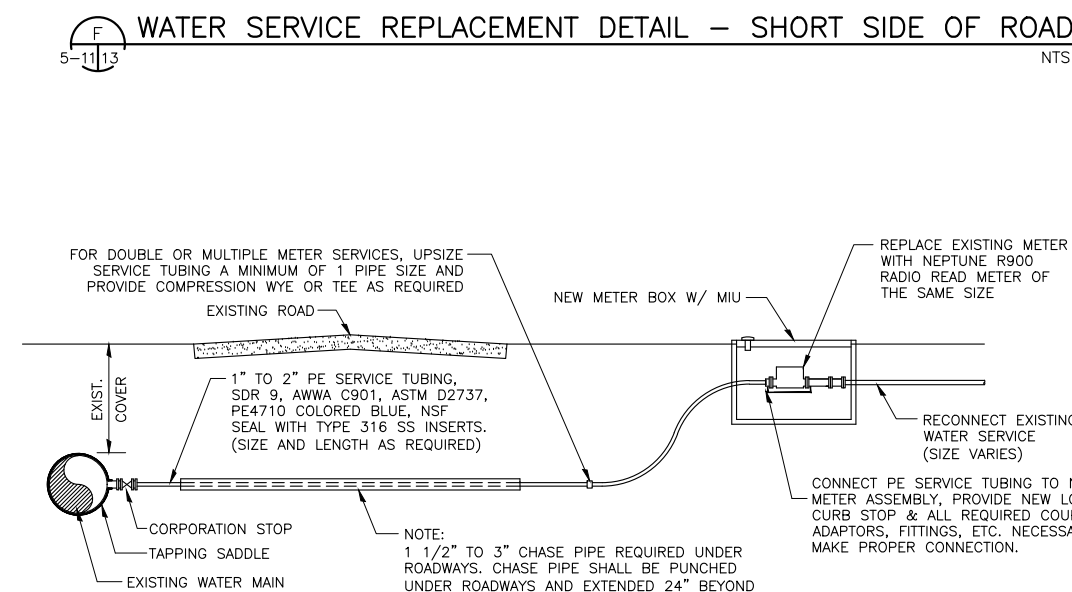 F
5-11 13
WATER SERVICE REPLACEMENT DETAIL – SHORT SIDE OF ROAD
NTS
FOR DOUBLE OR MULTIPLE METER SERVICES, UPSIZE
SERVICE TUBING A MINIMUM OF 1 PIPE SIZE AND
PROVIDE COMPRESSION WYE OR TEE AS REQUIRED
EXISTING ROAD
NEW METER BOX W/ MIU
REPLACE EXISTING METER
WITH NEPTUNE R900
RADIO READ METER OF
THE SAME SIZE
EXIST.
COVER
1" TO 2" PE SERVICE TUBING,
SDR 9, AWWA C901, ASTM D2737,
PE4710 COLORED BLUE, NSF
SEAL WITH TYPE 316 SS INSERTS.
(SIZE AND LENGTH AS REQUIRED)
RECONNECT EXISTING
WATER SERVICE
(SIZE VARIES)
CONNECT PE SERVICE TUBING TO
METER ASSEMBLY, PROVIDE NEW
CURB STOP & ALL REQUIRED
ADAPTORS, FITTINGS, ETC.
MAKE PROPER CONNECTION.
CORPORATION STOP
TAPPING SADDLE
EXISTING WATER MAIN
NOTE:
1 1/2" TO 3" CHASE PIPE REQUIRED UNDER
ROADWAYS. CHASE PIPE SHALL BE PUNCHED
UNDER ROADWAYS AND EXTENDED 24" BEYOND